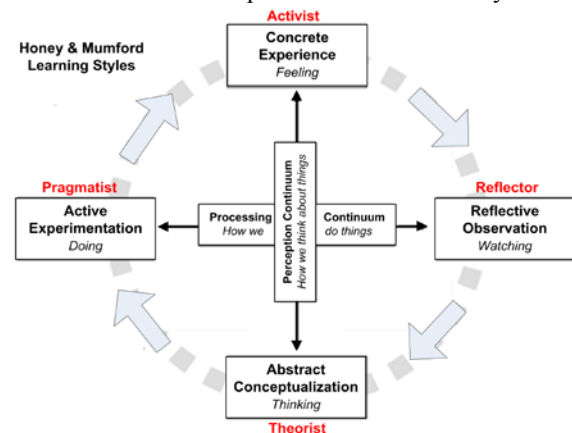 Activist
Honey & Mumford
Learning Styles
Concrete
Experience
Feeling
Pragmatist
Active
Experimentation
Doing
Processing
How we
Perception Continuum
How we think about things
Continuum
do things
Reflector
Reflective
Observation
Watching
Abstract
Conceptualization
Thinking
Theorist